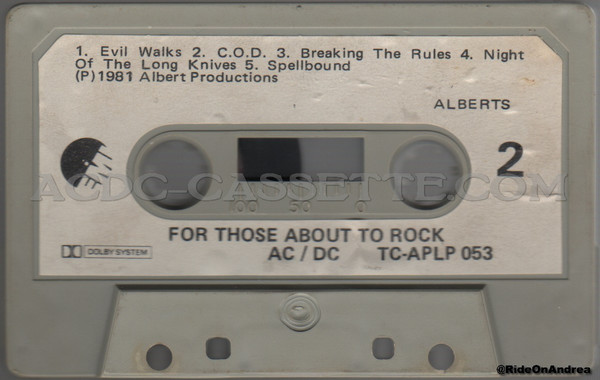 1. Evil Walks 2. C.O.D. 3. Breaking The Rules 4. Night
Of The Long Knives 5. Spellbound
(P)1981 Albert Productions
ALBERTS
EMI
2
ACDC-CASSETTE.COM
100 50 0
FOR THOSE ABOUT TO ROCK
DOLBY SYSTEM
AC / DC TC-APLP 053
@RideOnAndrea